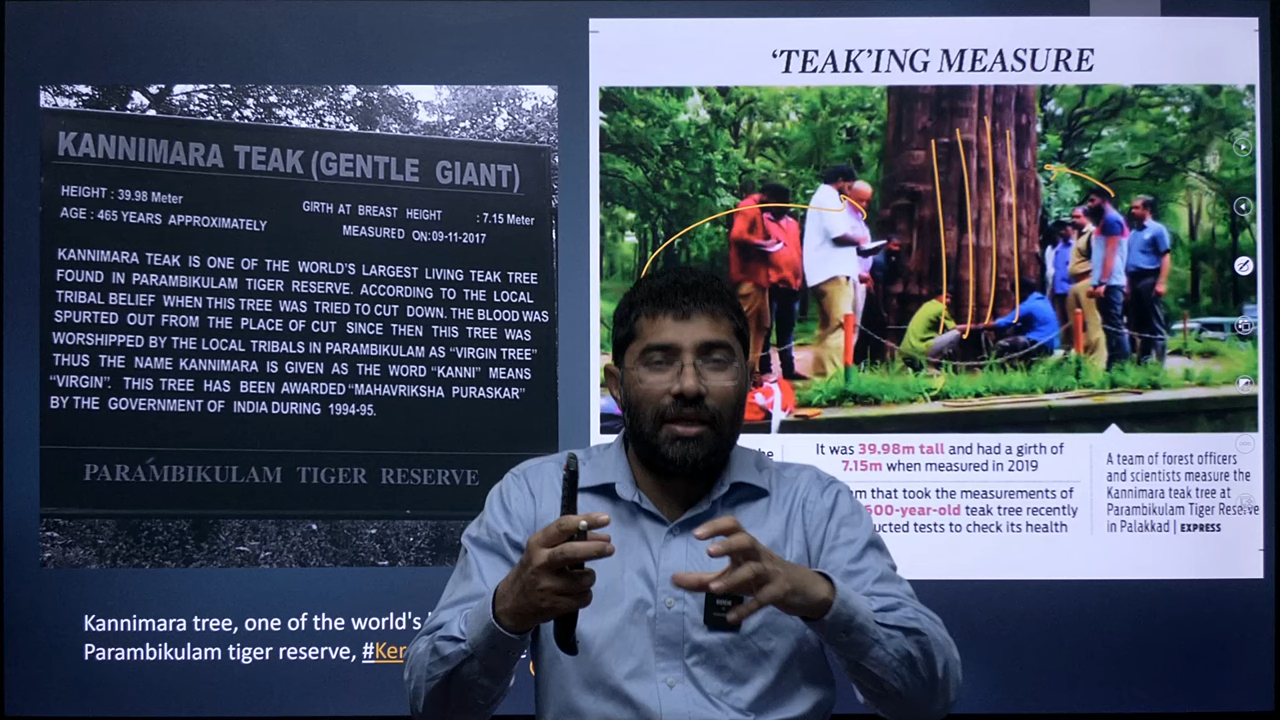 KANNIMARA TEAK (GENTLE GIANT)
HEIGHT : 39.98 Meter
GIRTH AT BREAST HEIGHT : 7.15 Meter
AGE : 465 YEARS APPROXIMATELY
MEASURED ON:09-11-2017
KANNIMARA TEAK IS ONE OF THE WORLD'S LARGEST LIVING TEAK TREE
FOUND IN PARAMBIKULAM TIGER RESERVE. ACCORDING TO THE LOCAL
TRIBAL BELIEF WHEN THIS TREE WAS TRIED TO CUT DOWN. THE BLOOD WAS
SPURTED OUT FROM THE PLACE OF CUT SINCE THEN THIS TREE WAS
WORSHIPPED BY THE LOCAL TRIBALS IN PARAMBIKULAM AS "VIRGIN TREE"
THUS THE NAME KANNIMARA IS GIVEN AS THE WORD "KANNI" MEANS
"VIRGIN". THIS TREE HAS BEEN AWARDED "MAHAVRIKSHA PURASKAR"
BY THE GOVERNMENT OF INDIA DURING 1994-95.
PARAMBIKULAM TIGER RESERVE
Kannimara tree, one of the world's
Parambikulam tiger reserve, #Ker
'TEAK'ING MEASURE
It was 39.98m tall and had a girth of
7.15m when measured in 2019
that took the measurements of
600-year-old teak tree recently
tests to check its health
A team of forest officers
and scientists measure the
Kannimara teak tree at
Parambikulam Tiger Reserve
in Palakkad | EXPRESS